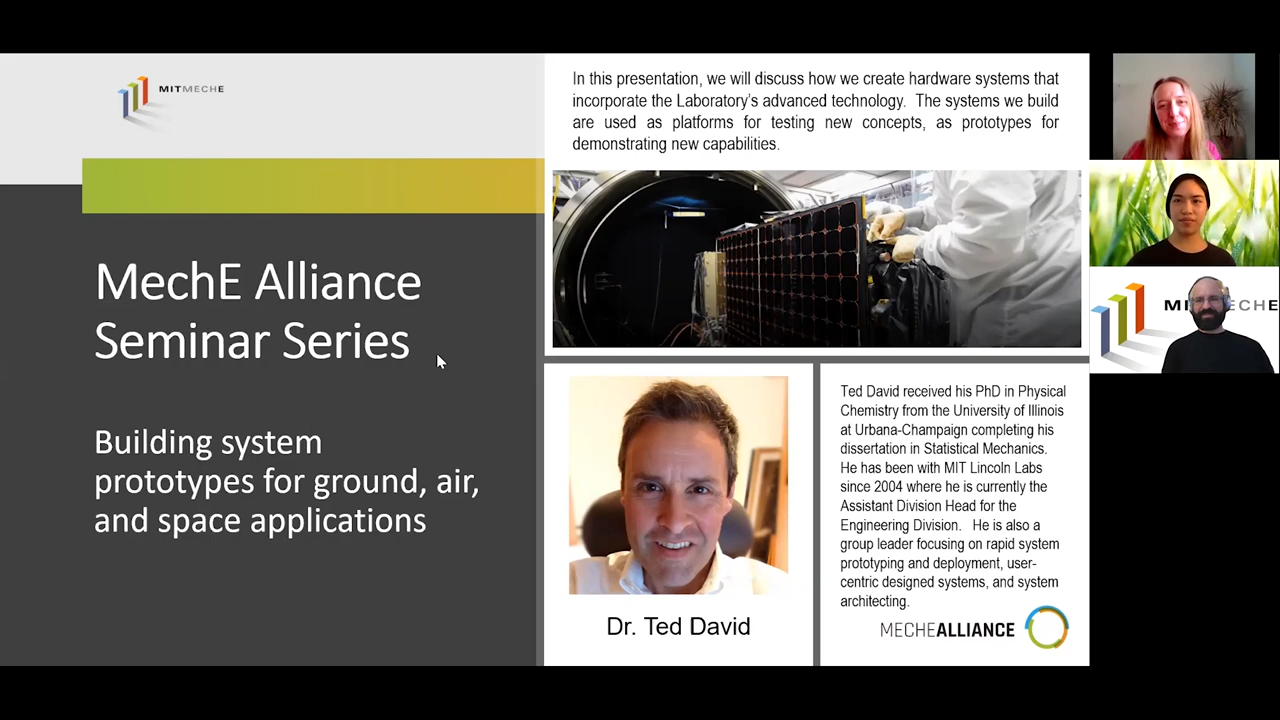 MITMECHE
MechE Alliance
Seminar Series
Building system
prototypes for ground, air,
and space applications
In this presentation, we will discuss how we create hardware systems that
incorporate the Laboratory's advanced technology. The systems we build
are used as platforms for testing new concepts, as prototypes for
demonstrating new capabilities.
Dr. Ted David
Ted David received his PhD in Physical
Chemistry from the University of Illinois
at Urbana-Champaign completing his
dissertation in Statistical Mechanics.
He has been with MIT Lincoln Labs
since 2004 where he is currently the
Assistant Division Head for the
Engineering Division. He is also a
group leader focusing on rapid system
prototyping and deployment, user-
centric designed systems, and system
architecting.
MECHEALLIANCE
MI ECHE